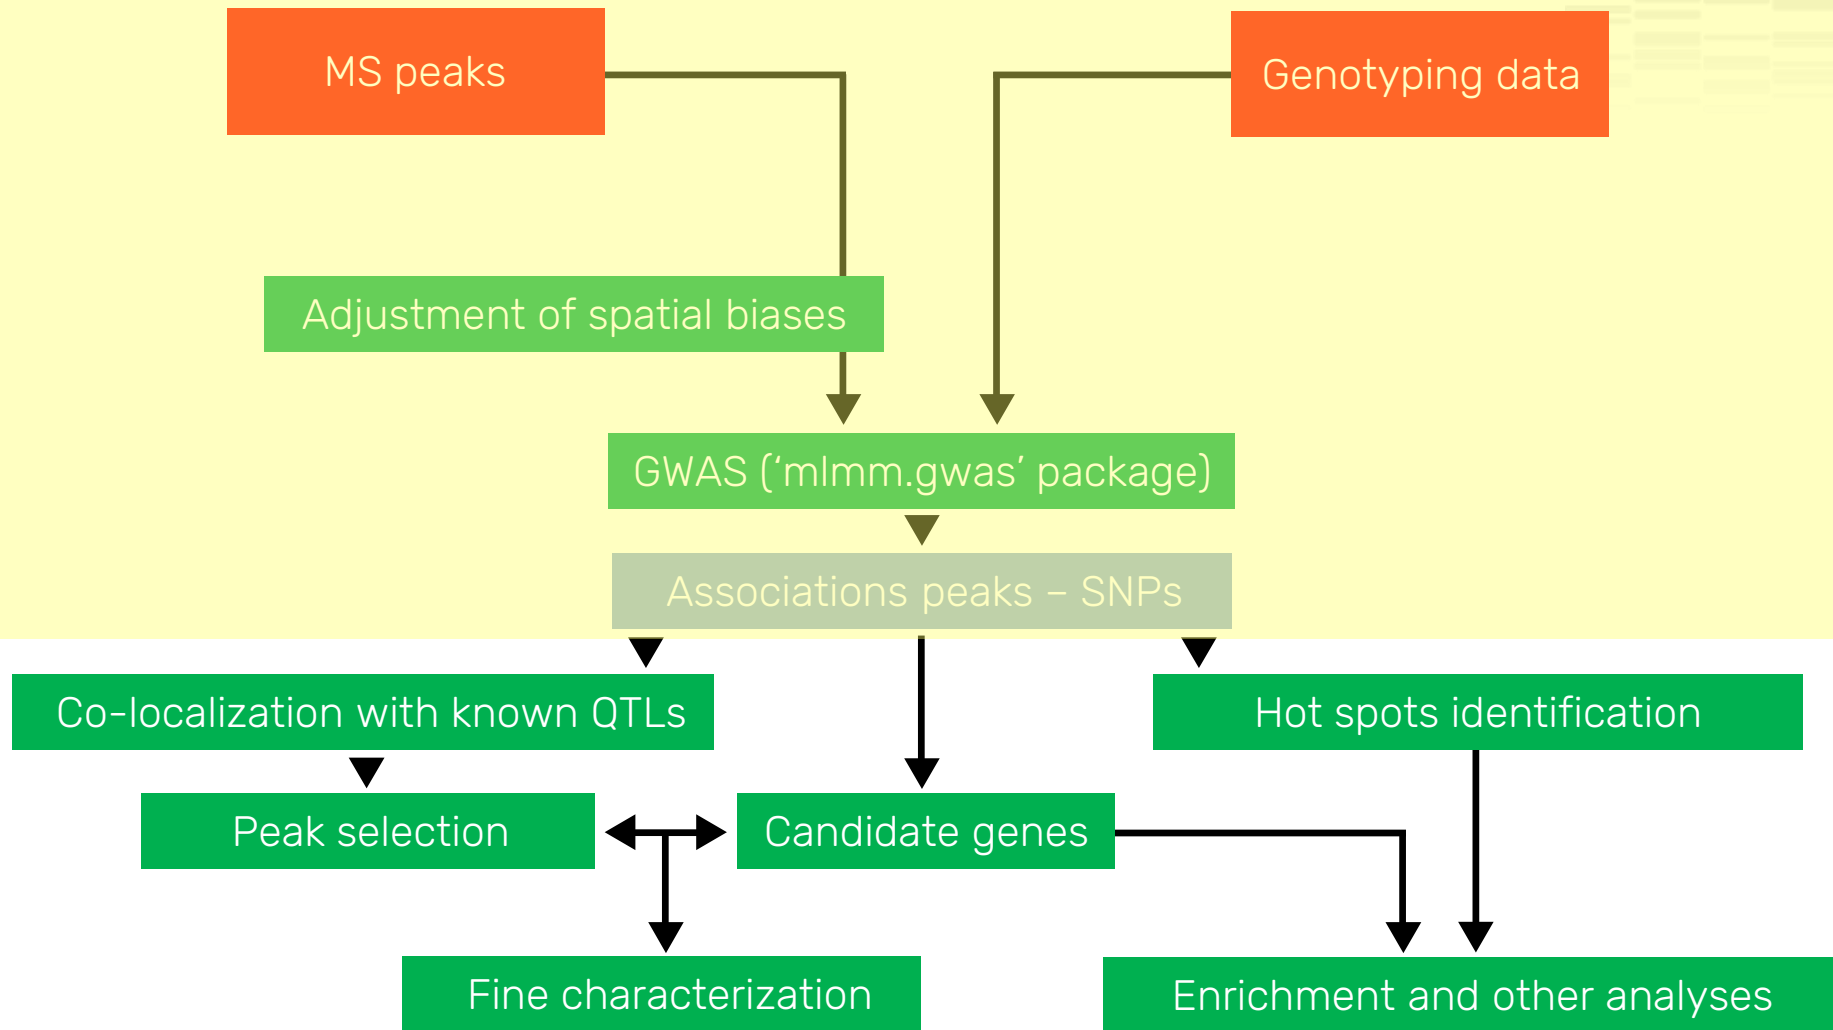 MS peaks
Genotyping data
Adjustment of spatial biases
GWAS (‘mlmm.gwas’ package)
Associations peaks – SNPs
Co-localization with known QTLs
Hot spots identification
Peak selection
Candidate genes
Fine characterization
Enrichment and other analyses